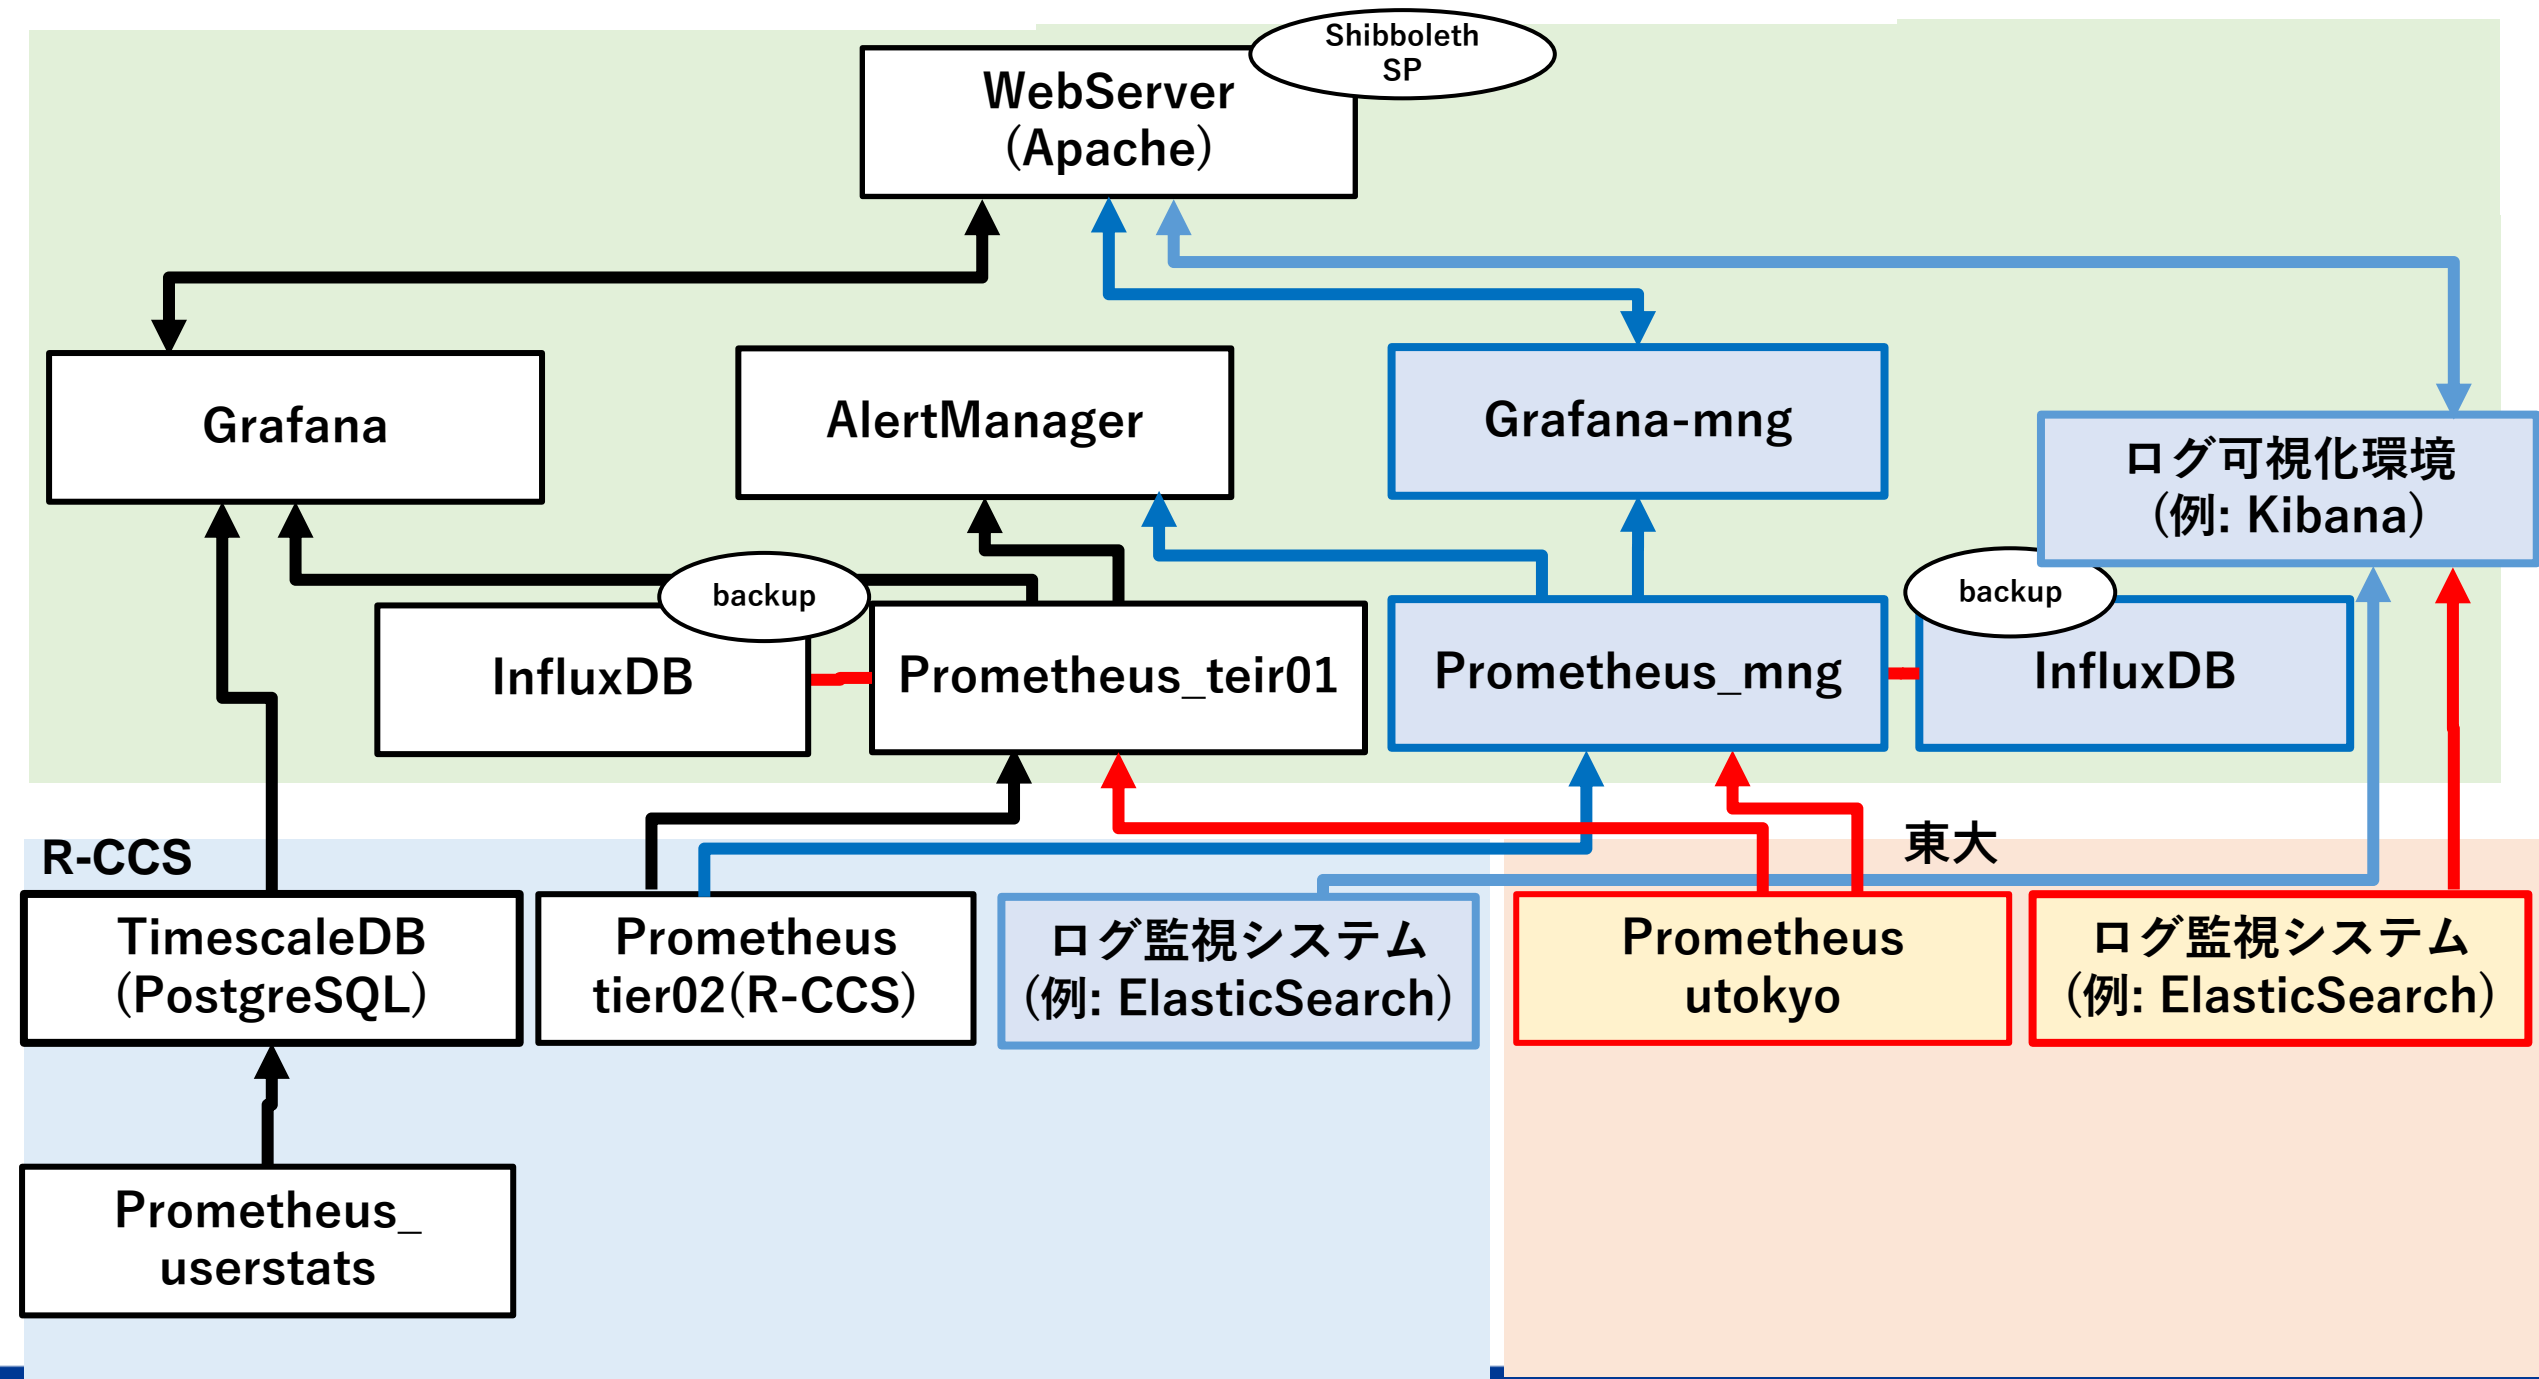 Shibboleth
SP
WebServer
(Apache)
Grafana
AlertManager
Grafana-mng
ログ可視化環境
(例: Kibana)
backup
backup
InfluxDB
Prometheus_teir01
Prometheus_mng
InfluxDB
R-CCS
東大
TimescaleDB
(PostgreSQL)
Prometheus
tier02(R-CCS)
ログ監視システム
(例: ElasticSearch)
Prometheus
utokyo
ログ監視システム
(例: ElasticSearch)
Prometheus_
userstats